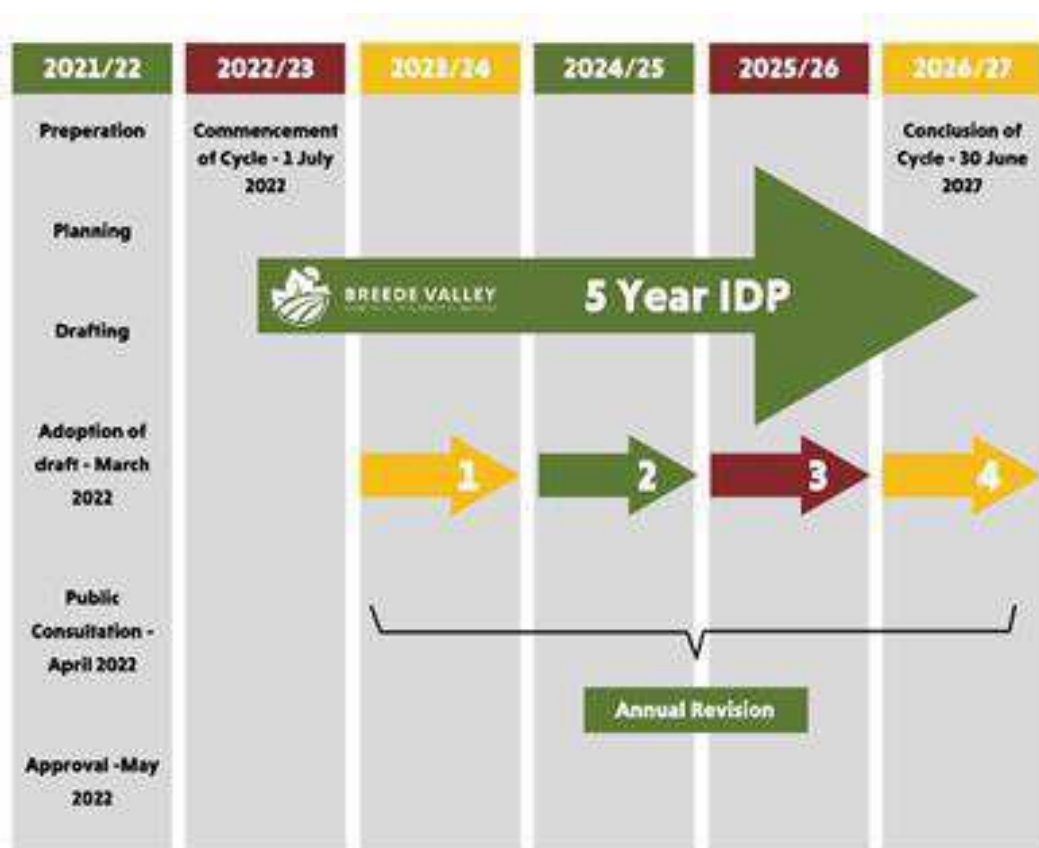 2021/22
2022/23
2023/24
2024/25
2025/26
2026/27
Preperation
Planning
Drafting
Adoption of
draft - March
2022
Public
Consultation -
April 2022
Approval -May
2022
Commencement
of Cycle - 1 July
2022
Conclusion of
Cycle - 30 June
2027
BREEDE VALLEY
5 Year IDP
1
2
3
4
Annual Revision